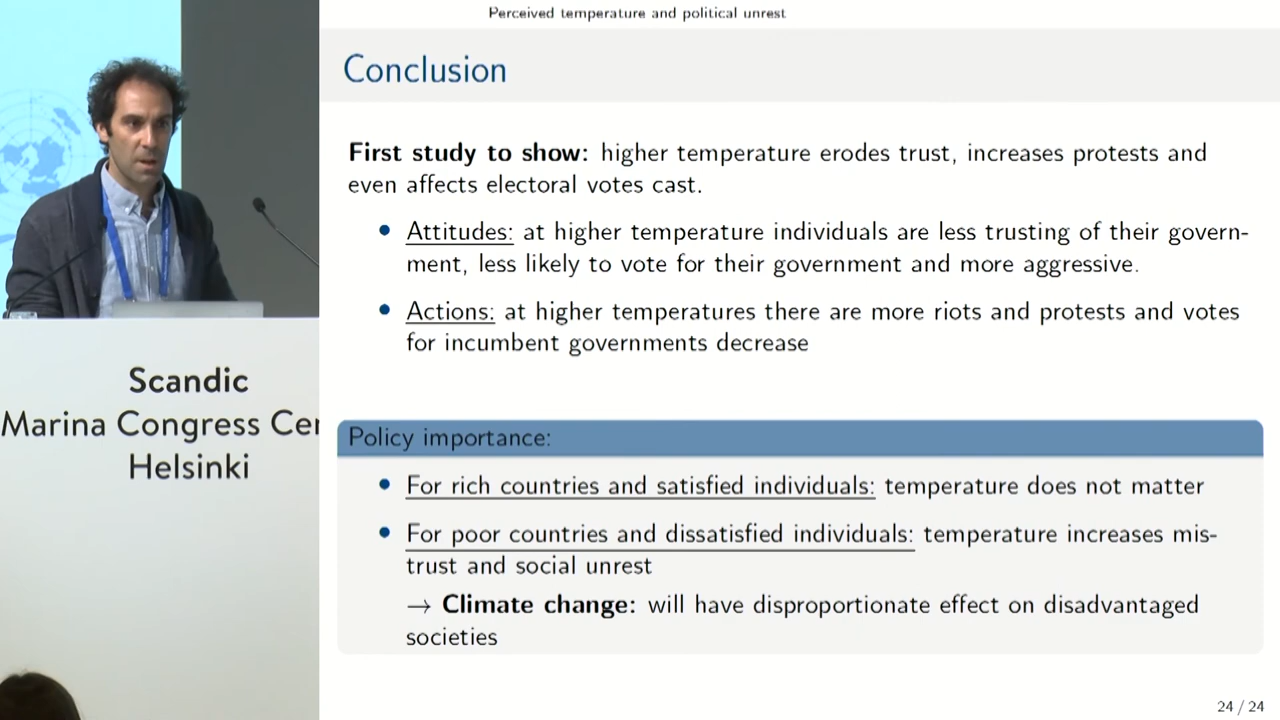 Perceived temperature and political unrest
Conclusion
First study to show: higher temperature erodes trust, increases protests and
even affects electoral votes cast.
• Attitudes: at higher temperature individuals are less trusting of their govern-
ment, less likely to vote for their government and more aggressive.
• Actions: at higher temperatures there are more riots and protests and votes
for incumbent governments decrease
Policy importance:
• For rich countries and satisfied individuals: temperature does not matter
• For poor countries and dissatisfied individuals: temperature increases mis-
trust and social unrest
→ Climate change: will have disproportionate effect on disadvantaged
societies
24 / 24
Scandic
Marina Congress Cer
Helsinki